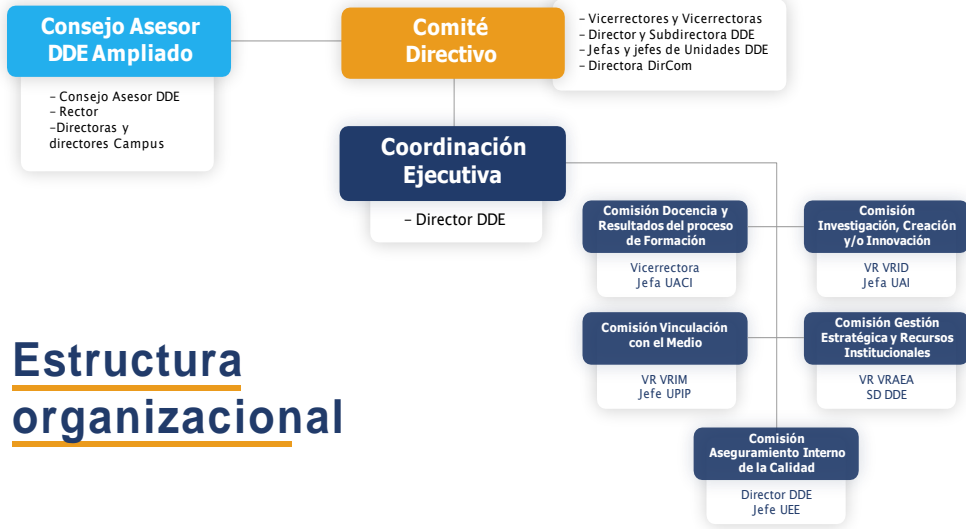 Consejo Asesor
DDE Ampliado
– Consejo Asesor DDE
– Rector
–Directoras y
directores Campus
Comité
Directivo
– Vicerrectores y Vicerrectoras
– Director y Subdirectora DDE
– Jefas y jefes de Unidades DDE
– Directora DirCom
Coordinación
Ejecutiva
– Director DDE
Comisión Docencia y
Resultados del proceso
de Formación
Vicerrectora
Jefa UACI
Comisión
Investigación, Creación
y/o Innovación
VR VRID
Jefa UAI
Comisión Vinculación
con el Medio
VR VRIM
Jefe UPIP
Comisión Gestión
Estratégica y Recursos
Institucionales
VR VRAEA
SD DDE
Comisión
Aseguramiento Interno
de la Calidad
Director DDE
Jefe UEE
Estructura
organizacional